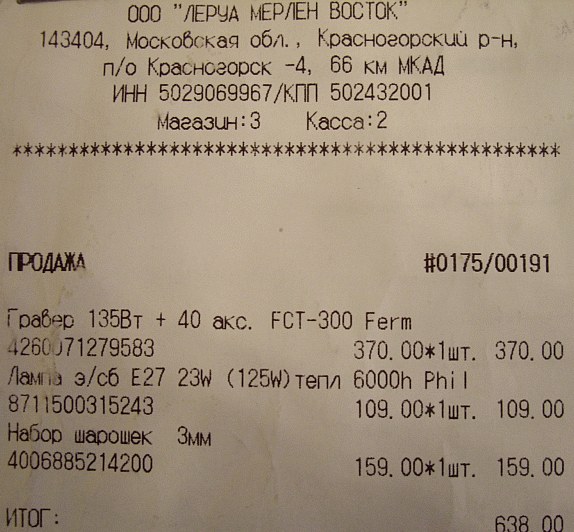 ООО "ЛЕРУА МЕРЛЕН ВОСТОК"
143404, Московская обл., Красногорский р-н,
п/о Красногорск -4, 66 км МКАД
ИНН 5029069967/КПП 502432001
Магазин:3 Касса:2
************************************************
ПРОДАЖА #0175/00191
Гравер 135Вт + 40 акс. FCT-300 Ferm
4260071279583 370.00*1шт. 370.00
Лампа э/сб E27 23W (125W)тепл 6000h Phil
8711500315243 109.00*1шт. 109.00
Набор шарошек 3мм
4006885214200 159.00*1шт. 159.00
ИТОГ: 638.00